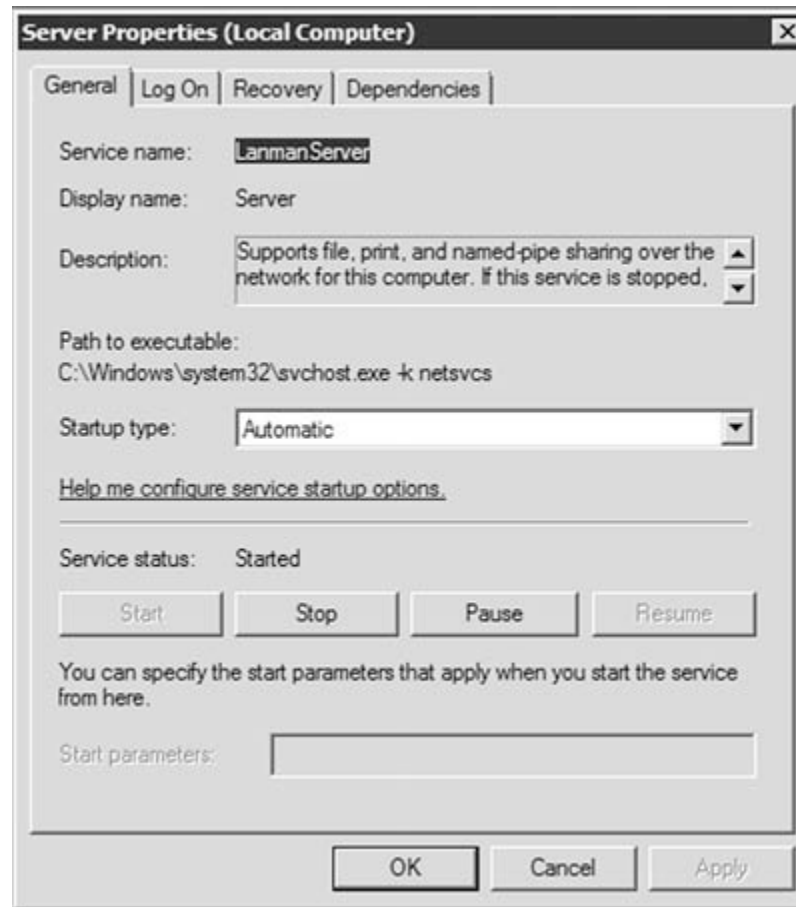 Server Properties (Local Computer)
General Log On Recovery Dependencies
Service name: LanmanServer
Display name: Server
Description: Supports file, print, and named-pipe sharing over the
network for this computer. If this service is stopped,
Path to executable:
C:\Windows\system32\svchost.exe -k netsvcs
Startup type: Automatic
Help me configure service startup options.
Service status: Started
Start Stop Pause Resume
You can specify the start parameters that apply when you start the service
from here.
Start parameters:
OK Cancel Apply